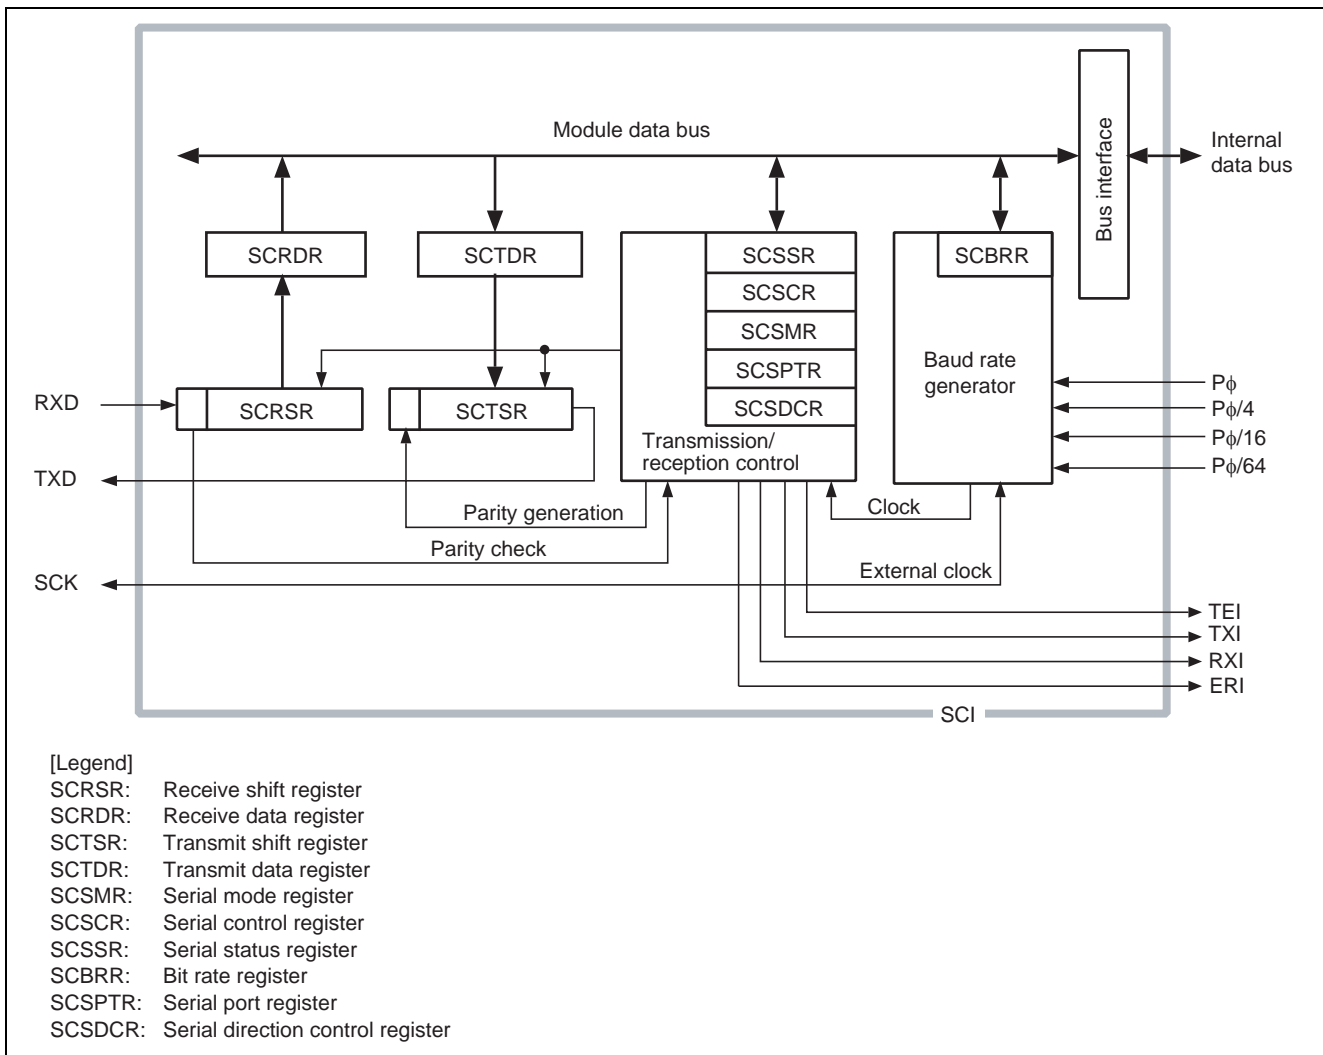 Module data bus
Bus interface
Internal
data bus
SCRDR
SCTDR
SCSSR
SCSCR
SCSMR
SCSPTR
SCSDCR
Transmission/
reception control
SCBRR
Baud rate
generator
Pϕ
Pϕ/4
Pϕ/16
Pϕ/64
RXD
SCRSR
SCTSR
TXD
Parity generation
Clock
Parity check
SCK
External clock
TEI
TXI
RXI
ERI
SCI
[Legend]
SCRSR: Receive shift register
SCRDR: Receive data register
SCTSR: Transmit shift register
SCTDR: Transmit data register
SCSMR: Serial mode register
SCSCR: Serial control register
SCSSR: Serial status register
SCBRR: Bit rate register
SCSPTR: Serial port register
SCSDCR: Serial direction control register